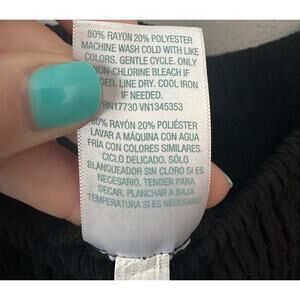 80% RAYON 20% POLYESTER
MACHINE WASH COLD WITH LIKE
COLORS. GENTLE CYCLE. ONLY
NON-CHLORINE BLEACH IF
LINE DRY. COOL IRON
IF NEEDED.
RN17730 VN1345353
80% RAYON 20% POLIÉSTER
LAVAR A MÁQUINA CON AGUA
FRÍA CON COLORES SIMILARES.
CICLO DELICADO. SÓLO
BLANQUEADOR SIN CLORO SI ES
NECESARIO. TENDER PARA
SECAR. PLANCHAR A BAJA
TEMPERATURA SI ES NECESARIO